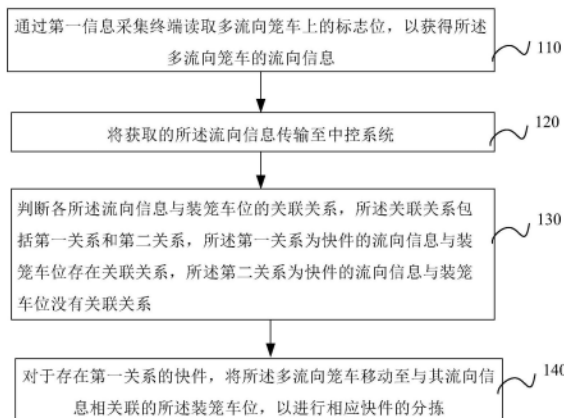 通过第一信息采集终端读取多流向笼车上的标志位，以获得所述
多流向笼车的流向信息
110
将获取的所述流向信息传输至中控系统
120
判断各所述流向信息与装笼车位的关联关系，所述关联关系包
括第一关系和第二关系，所述第一关系为快件的流向信息与装
笼车位存在关联关系，所述第二关系为快件的流向信息与装笼
车位没有关联关系
130
对于存在第一关系的快件，将所述多流向笼车移动至与其流向信
息相关联的所述装笼车位，以进行相应快件的分拣
140